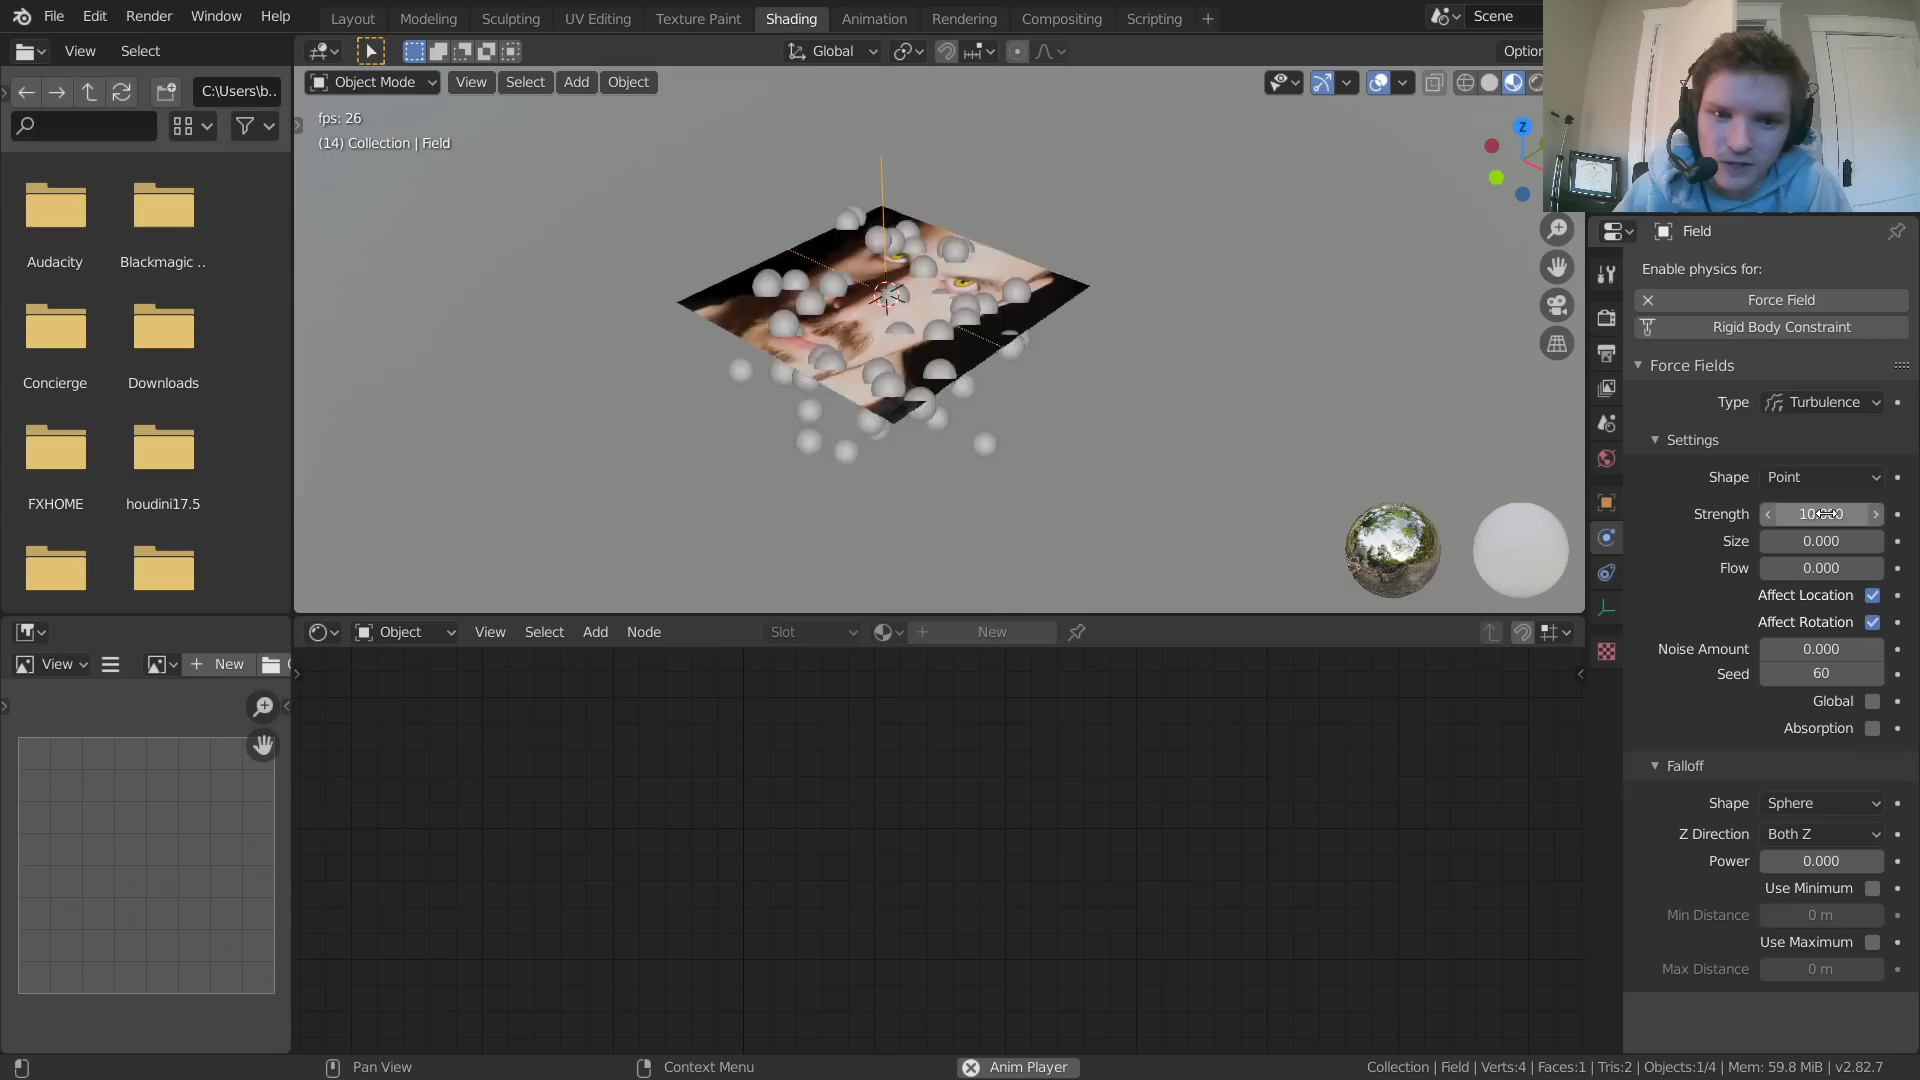 File Edit Render Window Help
Layout Modeling Sculpting UV Editing Texture Paint Shading Animation Rendering Compositing Scripting +
Scene
View Select
Global
Optior
C:\Users\b..
Object Mode View Select Add Object
fps: 26
(14) Collection | Field
Z
Audacity Blackmagic ..
Concierge Downloads
FXHOME houdini17.5
Field
Enable physics for:
Force Field
Rigid Body Constraint
Force Fields
Type Turbulence
Settings
Shape Point
Strength
Size 0.000
Flow 0.000
Affect Location
Affect Rotation
Noise Amount 0.000
Seed 60
Global
Absorption
Falloff
Shape Sphere
Z Direction Both Z
Power 0.000
Use Minimum
Min Distance 0 m
Use Maximum
Max Distance 0 m
Object View Select Add Node Slot + New
View + New
Pan View Context Menu Anim Player
Collection | Field | Verts:4 | Faces:1 | Tris:2 | Objects:1/4 | Mem: 59.8 MiB | v2.82.7